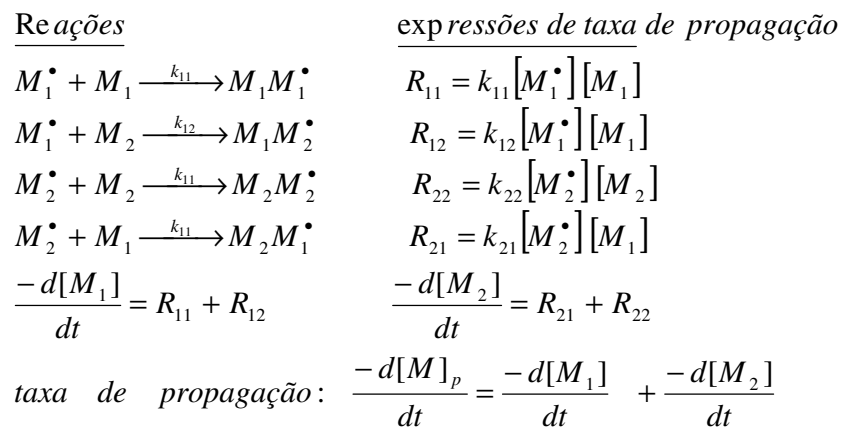 Reações expressões de taxa de propagação
M₁• + M₁ —k₁₁→ M₁M₁• R₁₁ = k₁₁[M₁•][M₁]
M₁• + M₂ —k₁₂→ M₁M₂• R₁₂ = k₁₂[M₁•][M₁]
M₂• + M₂ —k₁₁→ M₂M₂• R₂₂ = k₂₂[M₂•][M₂]
M₂• + M₁ —k₁₁→ M₂M₁• R₂₁ = k₂₁[M₂•][M₁]
−d[M₁]/dt = R₁₁ + R₁₂ −d[M₂]/dt = R₂₁ + R₂₂
taxa de propagação: −d[M]ₚ/dt = −d[M₁]/dt + −d[M₂]/dt